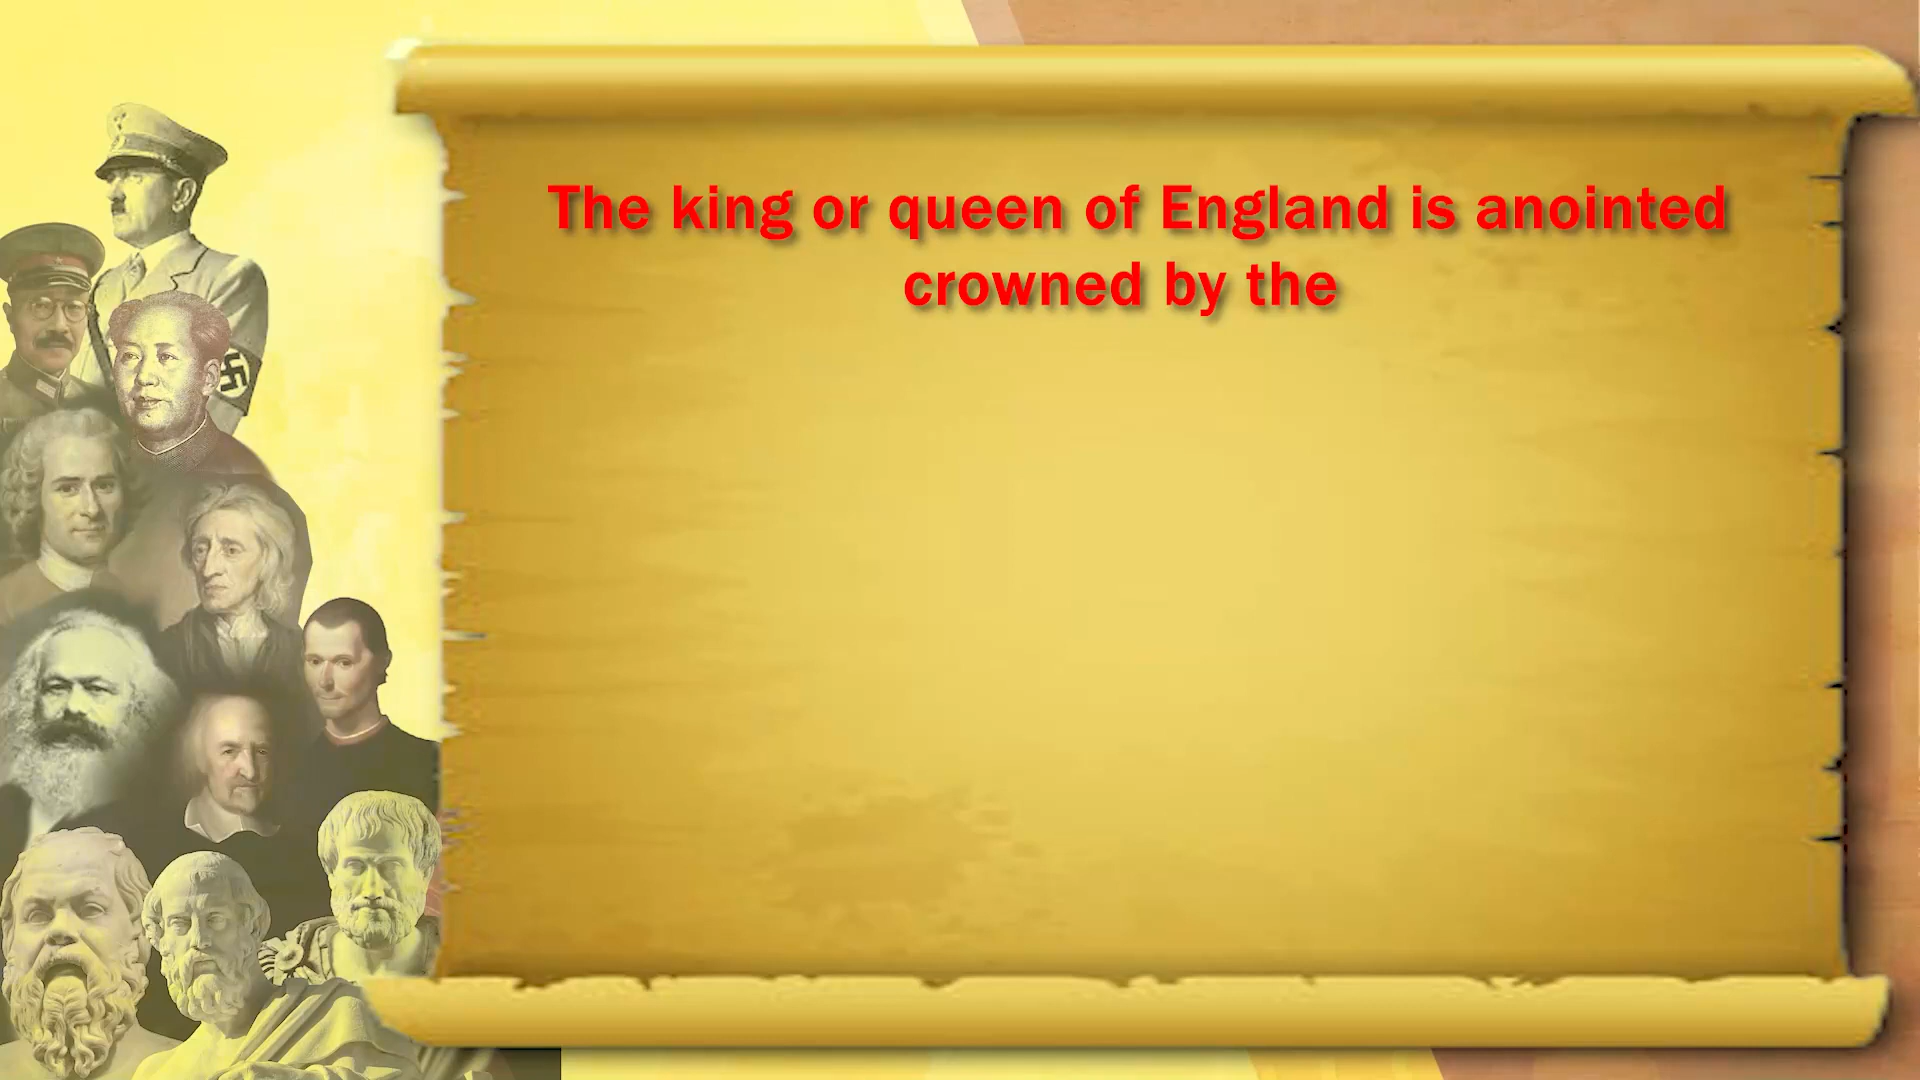 The king or queen of England is anointed
crowned by the